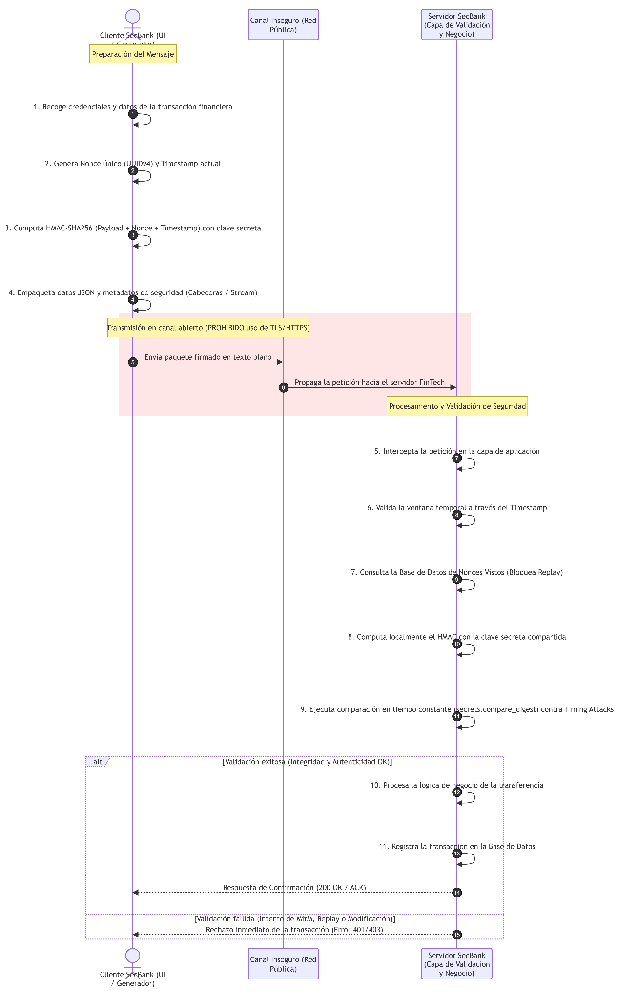 Cliente SecBank (UI
/ Generador)
Canal Inseguro (Red
Pública)
Servidor SecBank
(Capa de Validación
y Negocio)
Preparación del Mensaje
1. Recoge credenciales y datos de la transacción financiera
1
2. Genera Nonce único (UUIDv4) y Timestamp actual
2
3. Computa HMAC-SHA256 (Payload + Nonce + Timestamp) con clave secreta
3
4. Empaqueta datos JSON y metadatos de seguridad (Cabeceras / Stream)
4
Transmisión en canal abierto (PROHIBIDO uso de TLS/HTTPS)
Envía paquete firmado en texto plano
5
Propaga la petición hacia el servidor FinTech
6
Procesamiento y Validación de Seguridad
5. Intercepta la petición en la capa de aplicación
7
6. Valida la ventana temporal a través del Timestamp
8
7. Consulta la Base de Datos de Nonces Vistos (Bloquea Replay)
9
8. Computa localmente el HMAC con la clave secreta compartida
10
9. Ejecuta comparación en tiempo constante (secrets.compare_digest) contra Timing Attacks
11
alt
[Validación exitosa (Integridad y Autenticidad OK)]
10. Procesa la lógica de negocio de la transferencia
12
11. Registra la transacción en la Base de Datos
13
Respuesta de Confirmación (200 OK / ACK)
14
[Validación fallida (Intento de MitM, Replay o Modificación)]
Rechazo inmediato de la transacción (Error 401/403)
15
Cliente SecBank (UI
/ Generador)
Canal Inseguro (Red
Pública)
Servidor SecBank
(Capa de Validación
y Negocio)